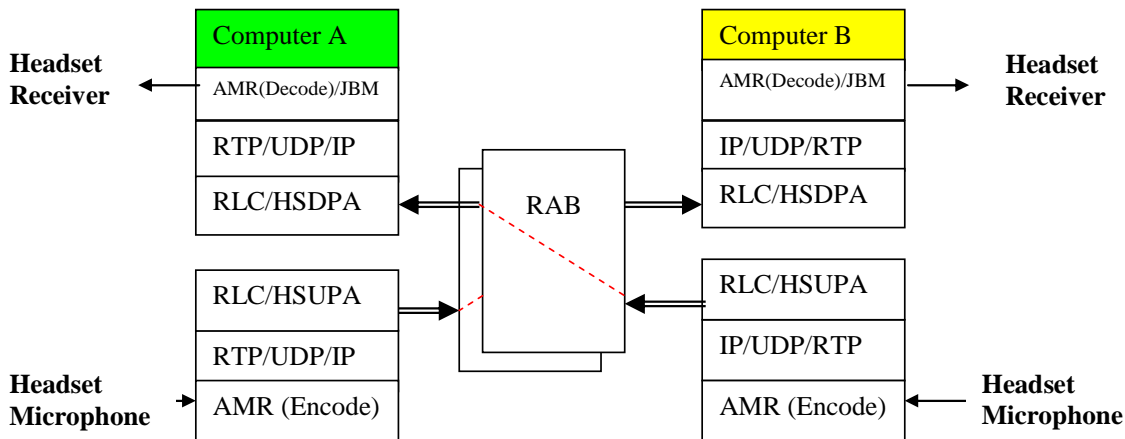 Computer A
Computer B
Headset
Receiver
AMR(Decode)/JBM
AMR(Decode)/JBM
Headset
Receiver
RTP/UDP/IP
IP/UDP/RTP
RLC/HSDPA
RAB
RLC/HSDPA
RLC/HSUPA
RLC/HSUPA
RTP/UDP/IP
IP/UDP/RTP
Headset
Microphone
AMR (Encode)
AMR (Encode)
Headset
Microphone